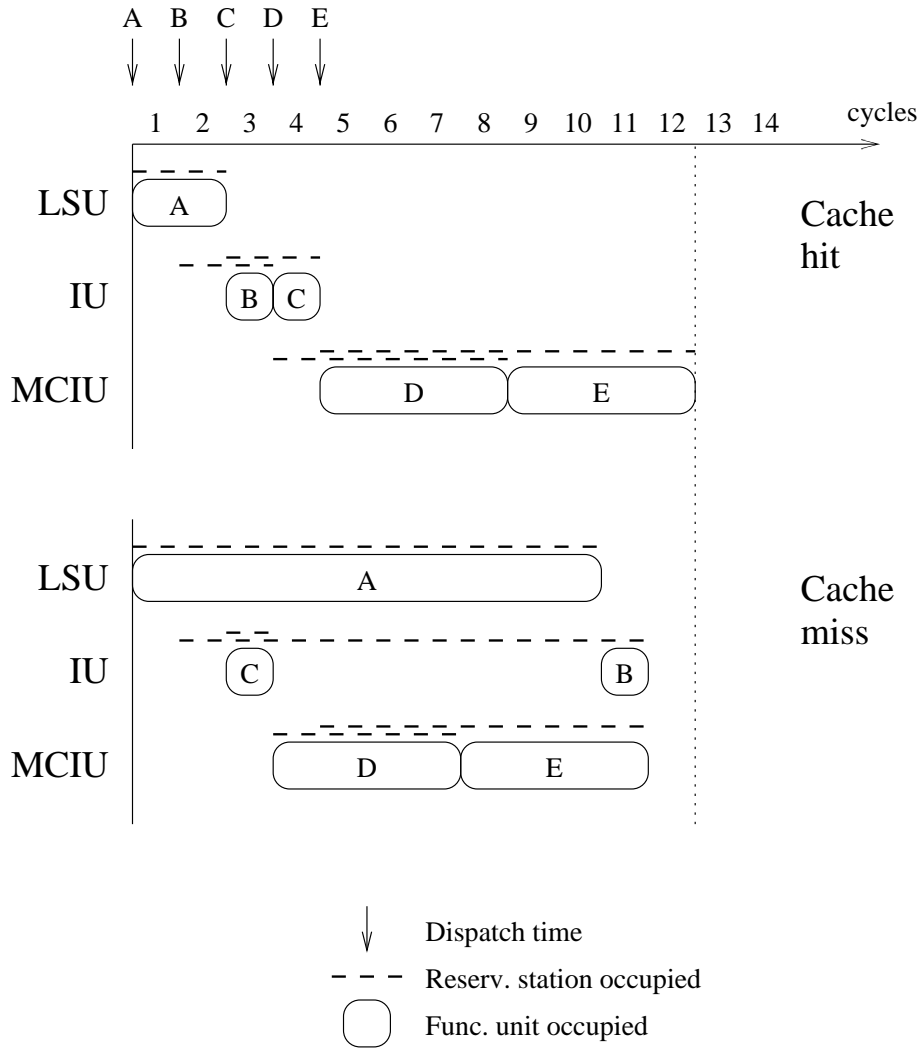 A B C D E
1 2 3 4 5 6 7 8 9 10 11 12 13 14 cycles
LSU A
Cache
hit
IU B C
MCIU D E
LSU A
Cache
miss
IU C B
MCIU D E
Dispatch time
Reserv. station occupied
Func. unit occupied